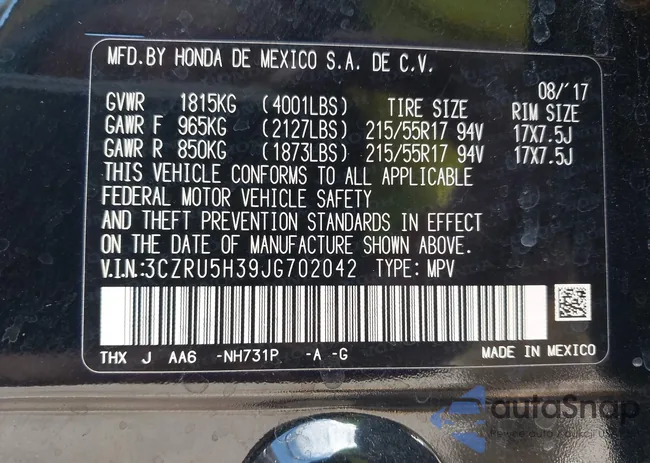 MFD.BY HONDA DE MEXICO S.A. DE C.V.
08/'17
GVWR 1815KG (4001LBS) TIRE SIZE RIM SIZE
GAWR F 965KG (2127LBS) 215/55R17 94V 17X7.5J
GAWR R 850KG (1873LBS) 215/55R17 94V 17X7.5J
THIS VEHICLE CONFORMS TO ALL APPLICABLE
FEDERAL MOTOR VEHICLE SAFETY
AND THEFT PREVENTION STANDARDS IN EFFECT
ON THE DATE OF MANUFACTURE SHOWN ABOVE.
V.I.N.:3CZRU5H39JG702042 TYPE: MPV
THX J AA6 -NH731P -A -G MADE IN MEXICO
autoSnap